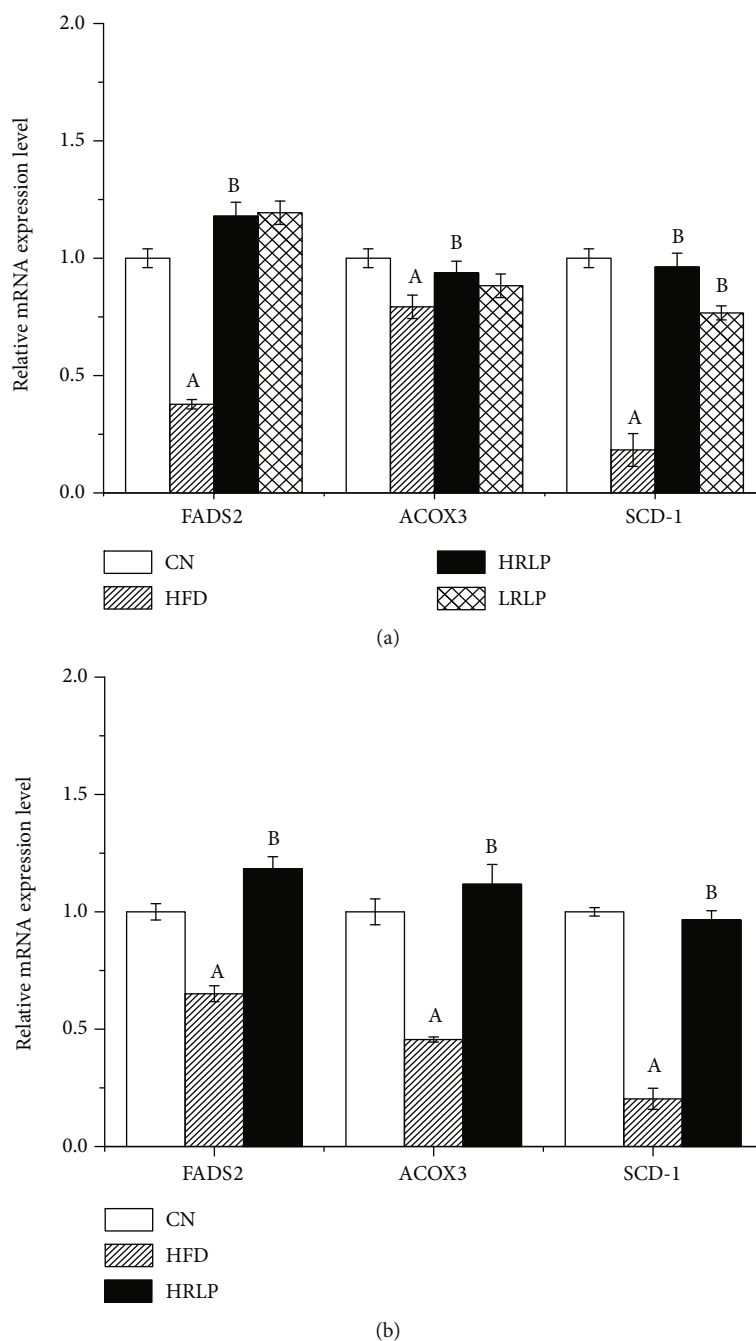 2.0
1.5
1.0
0.5
0.0
Relative mRNA expression level
A
B
A
B
A
B
B
FADS2
ACOX3
SCD-1
CN
HRLP
HFD
LRLP
(a)
2.0
1.5
1.0
0.5
0.0
Relative mRNA expression level
A
B
A
B
A
B
FADS2
ACOX3
SCD-1
CN
HFD
HRLP
(b)